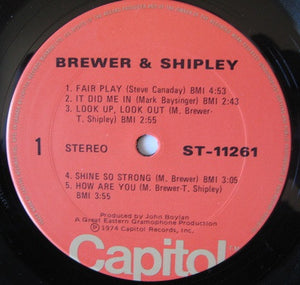 BREWER & SHIPLEY
1. FAIR PLAY (Steve Canaday) BMI 4:53
2. IT DID ME IN (Mark Baysinger) BMI 2:43
3. LOOK UP, LOOK OUT (M. Brewer-
T. Shipley) BMI 2:55
1 STEREO ST-11261
4. SHINE SO STRONG (M. Brewer) BMI 3:05
5. HOW ARE YOU (M. Brewer-T. Shipley)
BMI 3:55
Produced by John Boylan
A Great Eastern Gramophone Production
℗1974 Capitol Records, Inc.
Capitol